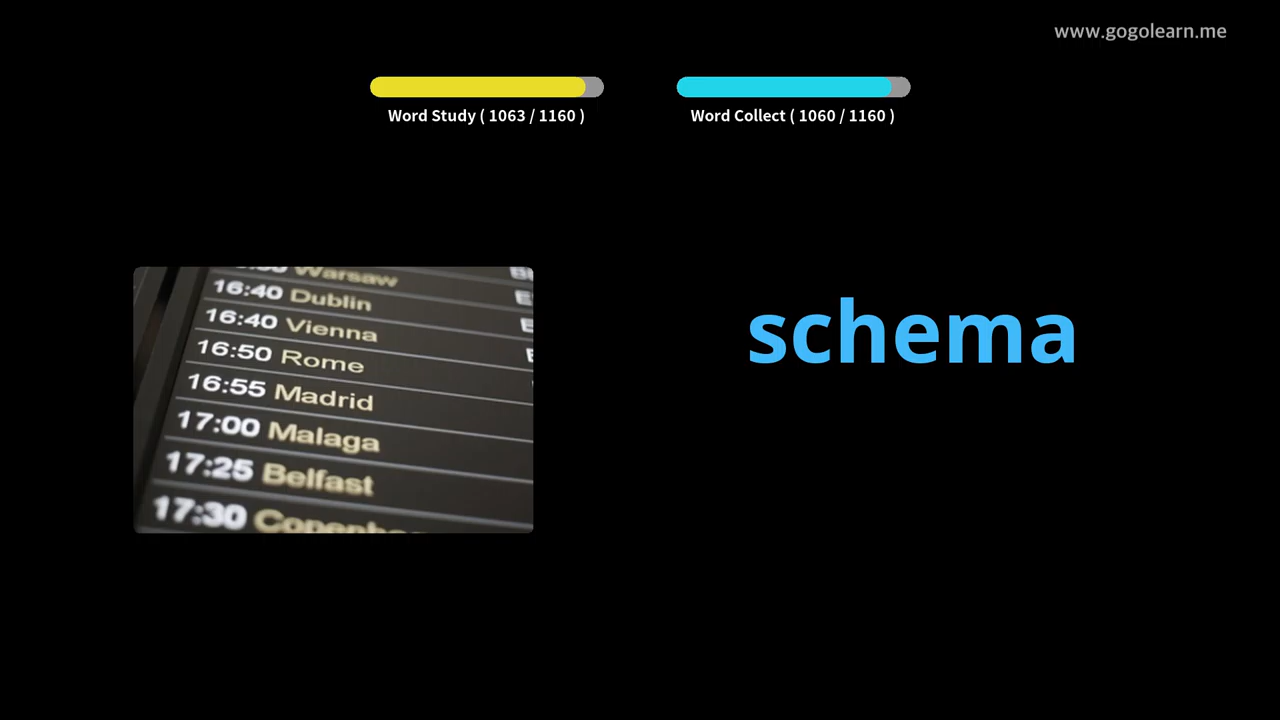 www.gogolearn.me
Word Study ( 1063 / 1160 )
Word Collect ( 1060 / 1160 )
Warsaw
16:40 Dublin
16:40 Vienna
16:50 Rome
16:55 Madrid
17:00 Malaga
17:25 Belfast
17:30
schema